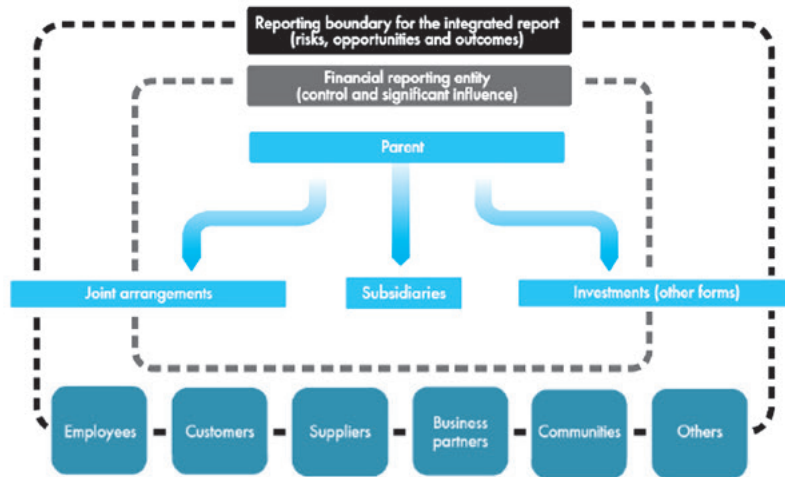 Reporting boundary for the integrated report
(risks, opportunities and outcomes)
Financial reporting entity
(control and significant influence)
Parent
Joint arrangements
Subsidiaries
Investments (other forms)
Employees
Customers
Suppliers
Business
partners
Communities
Others